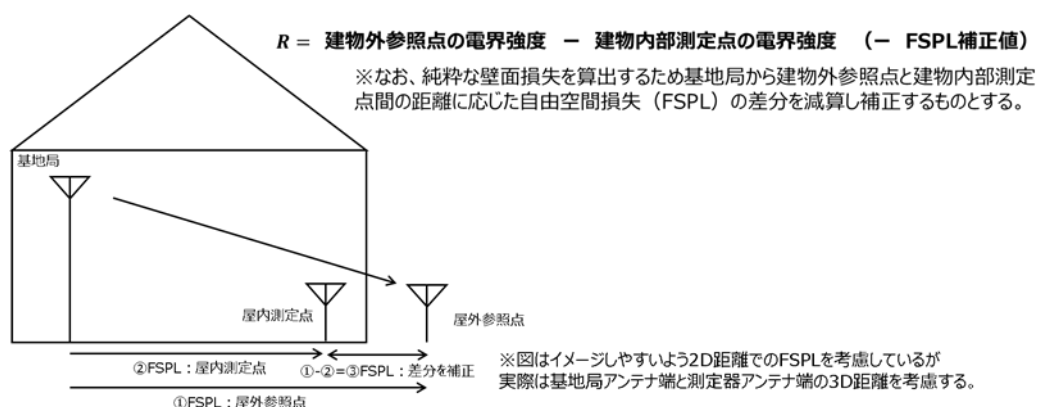 R = 建物外参照点の電界強度 － 建物内部測定点の電界強度 （－ FSPL補正値）
※なお、純粋な壁面損失を算出するため基地局から建物外参照点と建物内部測定
点間の距離に応じた自由空間損失（FSPL）の差分を減算し補正するものとする。
基地局
屋内測定点
屋外参照点
②FSPL：屋内測定点
①-②=③FSPL：差分を補正
①FSPL：屋外参照点
※図はイメージしやすいよう2D距離でのFSPLを考慮しているが
実際は基地局アンテナ端と測定器アンテナ端の3D距離を考慮する。